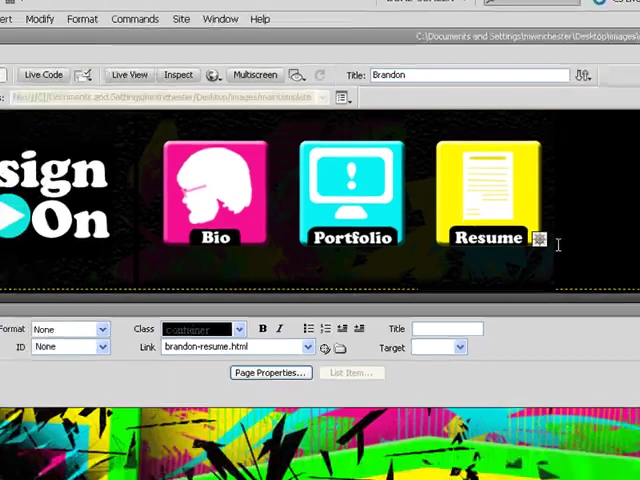 Modify Format Commands Site Window Help
Live Code Live View Inspect Multiscreen Title: Brandon
sign
On
Bio Portfolio Resume
Format None Class container B I Title
ID None Link brandon-resume.html Target
Page Properties... List Item...